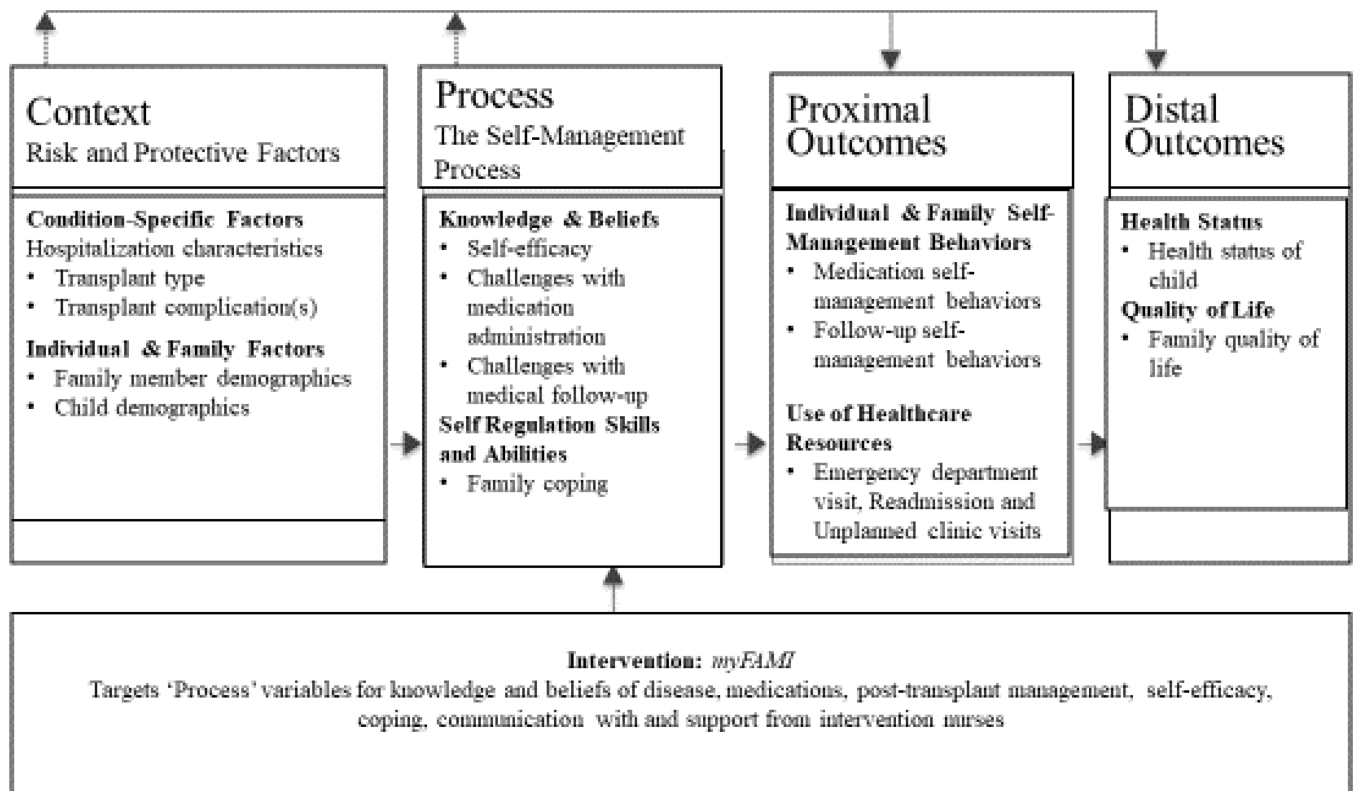 Context
Risk and Protective Factors
Condition-Specific Factors
Hospitalization characteristics
• Transplant type
• Transplant complication(s)
Individual & Family Factors
• Family member demographics
• Child demographics
Process
The Self-Management
Process
Knowledge & Beliefs
• Self-efficacy
• Challenges with
medication
administration
• Challenges with
medical follow-up
Self Regulation Skills
and Abilities
• Family coping
Proximal
Outcomes
Individual & Family Self-
Management Behaviors
• Medication self-
management behaviors
• Follow-up self-
management behaviors
Use of Healthcare
Resources
• Emergency department
visit, Readmission and
Unplanned clinic visits
Distal
Outcomes
Health Status
• Health status of
child
Quality of Life
• Family quality of
life
Intervention: myFAMI
Targets ‘Process’ variables for knowledge and beliefs of disease, medications, post-transplant management, self-efficacy,
coping, communication with and support from intervention nurses